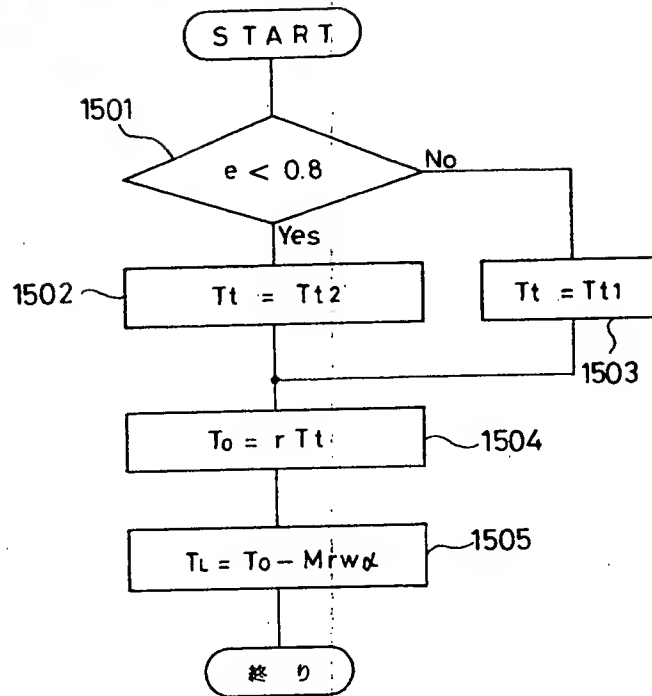 START
1501
e < 0.8
No
Yes
1502
Tt = Tt2
Tt = Tt1
1503
To = r Tt
1504
TL = To - Mrwα
1505
終り